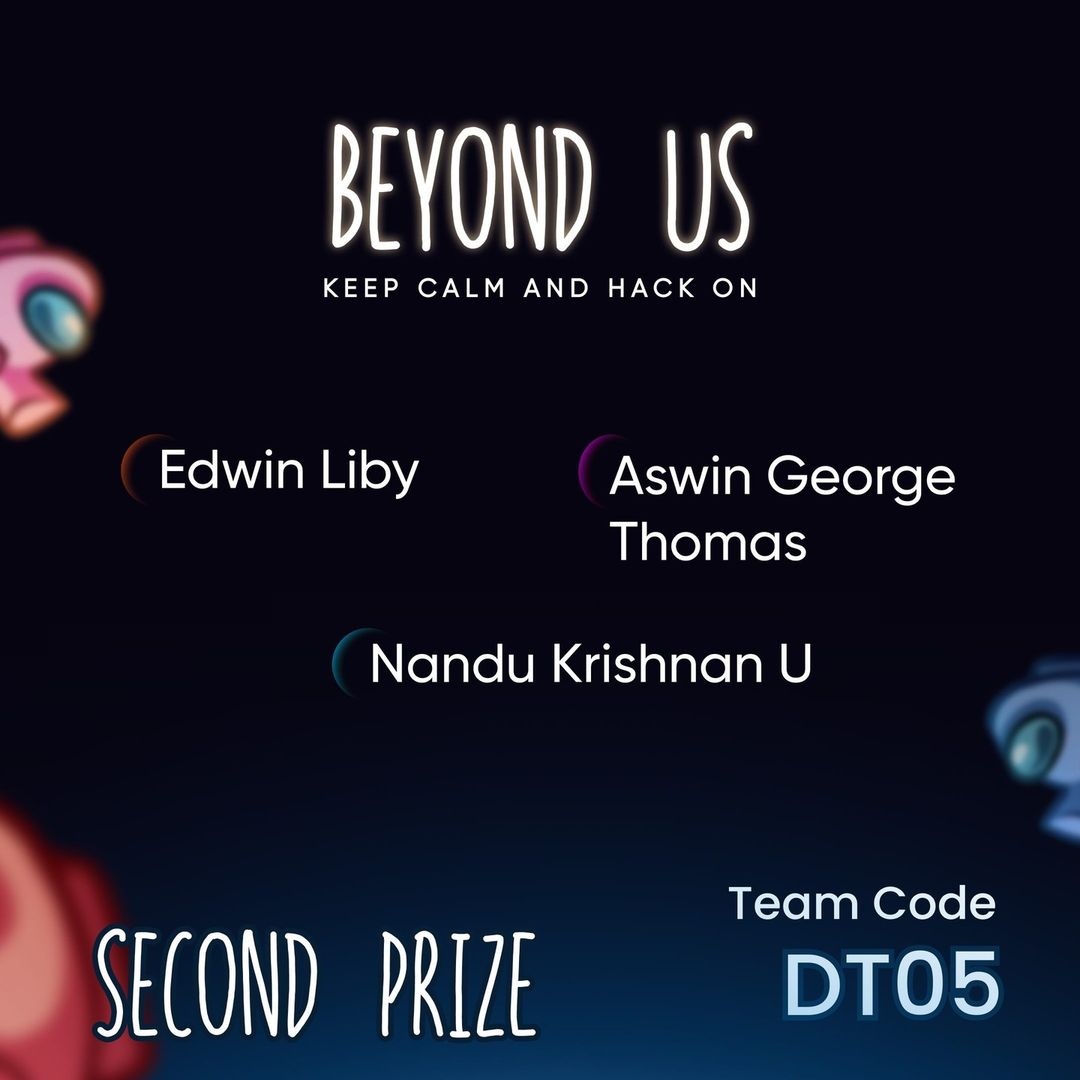 BEYOND US
KEEP CALM AND HACK ON
Edwin Liby
Aswin George
Thomas
Nandu Krishnan U
Team Code
DT05
SECOND PRIZE